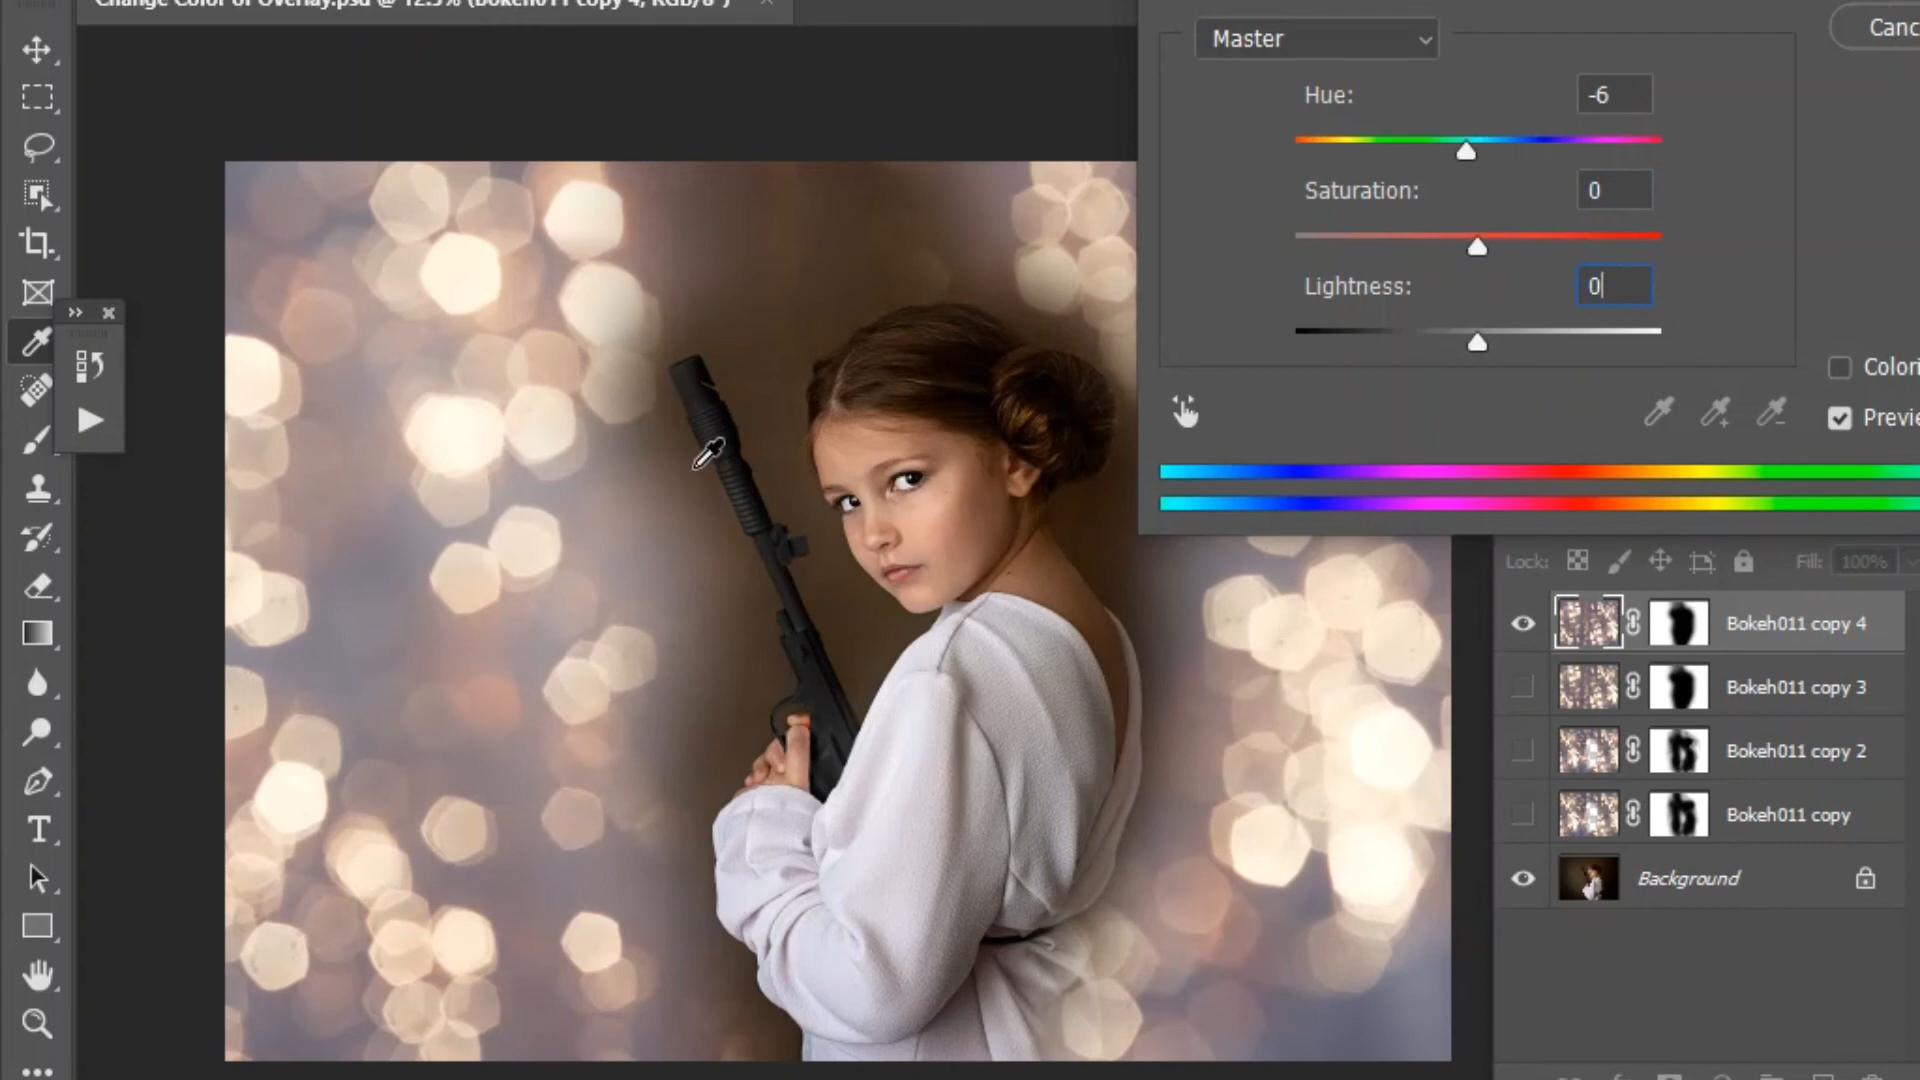 Change Color of Overlay.psd @ 12.5% (Bokeh011 copy 4, RGB/8*)
Master
Canc
Hue:
-6
Saturation:
0
Lightness:
0
Colori
Previe
Lock:
Fill:
100%
Bokeh011 copy 4
Bokeh011 copy 3
Bokeh011 copy 2
Bokeh011 copy
Background